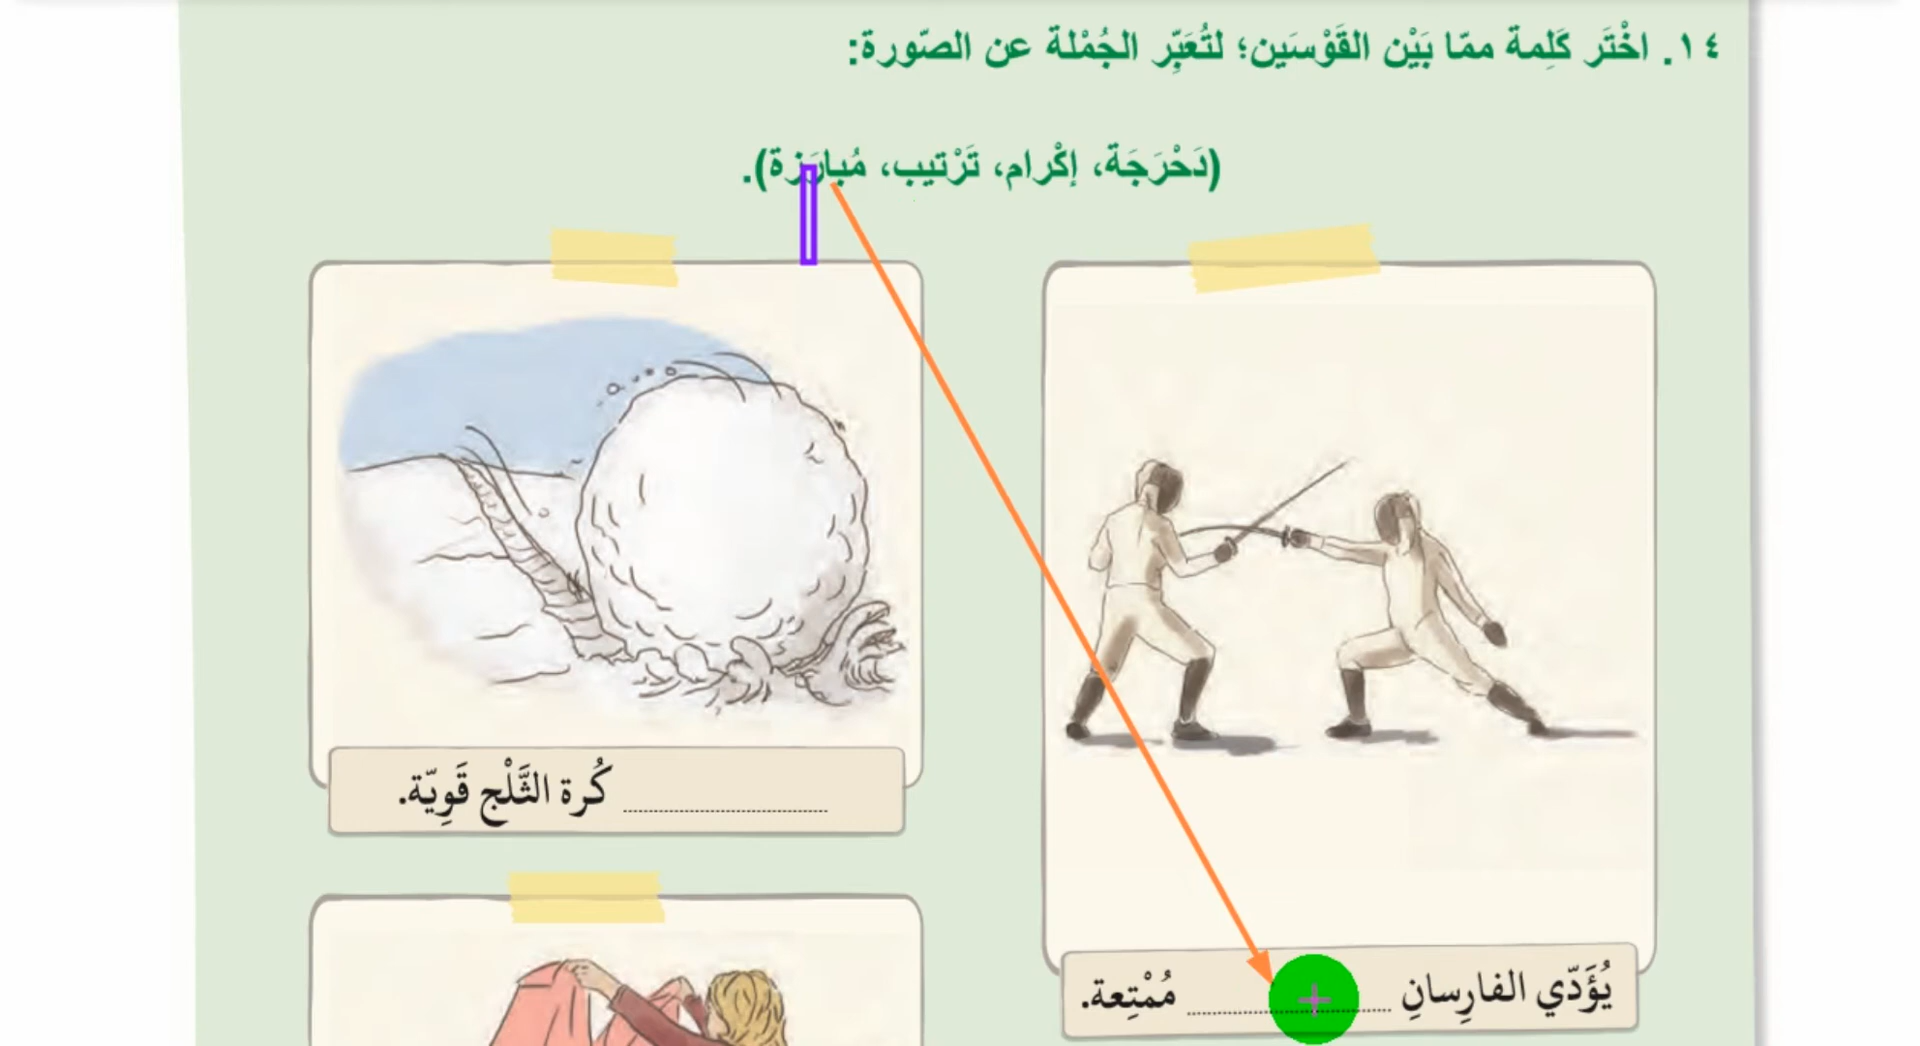 ١٤. اخْتَر كَلِمة ممّا بَيْن القَوْسَين؛ لتُعَبِّر الجُمْلة عن الصّورة:
(دَحْرَجَة، إكْرام، تَرْتيب، مُبارَزة).
يُؤَدّي الفارِسانِ ............ مُمْتِعة.
............ كُرة الثَّلْج قَوِيّة.